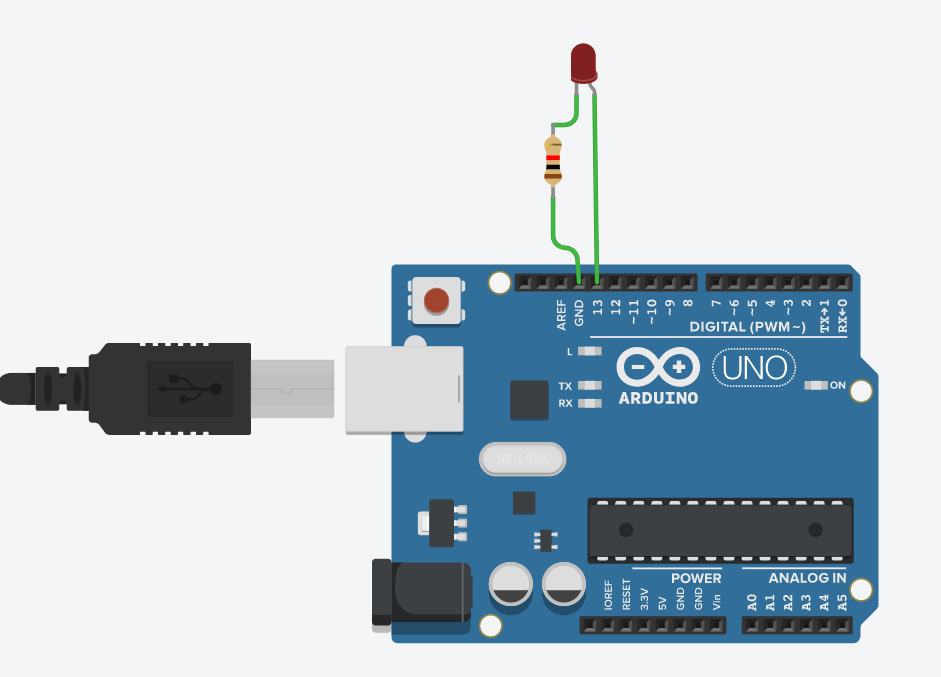 AREF
GND
13
12
~11
~10
~9
8
7
~6
~5
4
~3
2
TX→1
RX←0
DIGITAL (PWM~)
L
TX
RX
ARDUINO
UNO
ON
SPK16.000G
POWER
ANALOG IN
IOREF
RESET
3.3V
5V
GND
GND
Vin
A0
A1
A2
A3
A4
A5